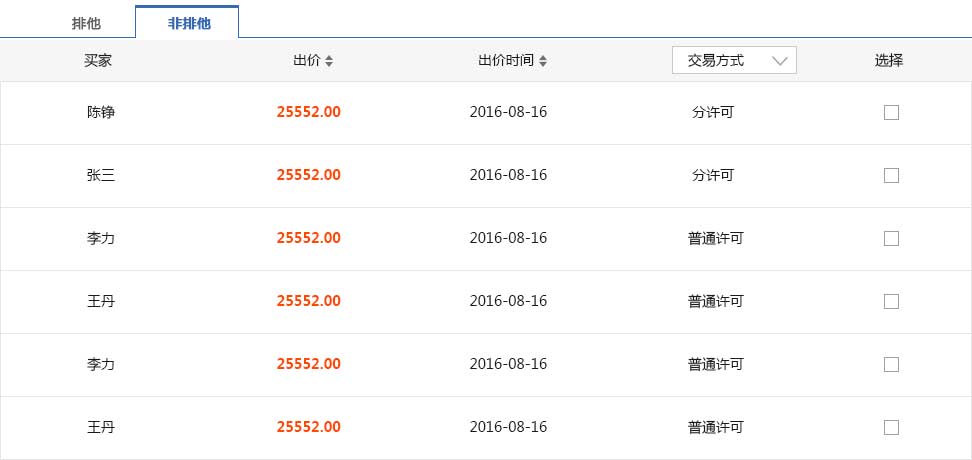 排他 非排他
买家 出价 出价时间 交易方式 选择
陈铮 25552.00 2016-08-16 分许可
张三 25552.00 2016-08-16 分许可
李力 25552.00 2016-08-16 普通许可
王丹 25552.00 2016-08-16 普通许可
李力 25552.00 2016-08-16 普通许可
王丹 25552.00 2016-08-16 普通许可